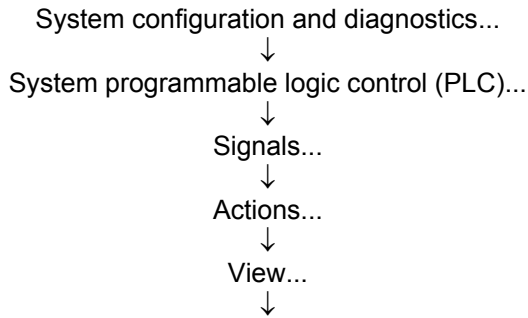 System configuration and diagnostics...
↓
System programmable logic control (PLC)...
↓
Signals...
↓
Actions...
↓
View...
↓